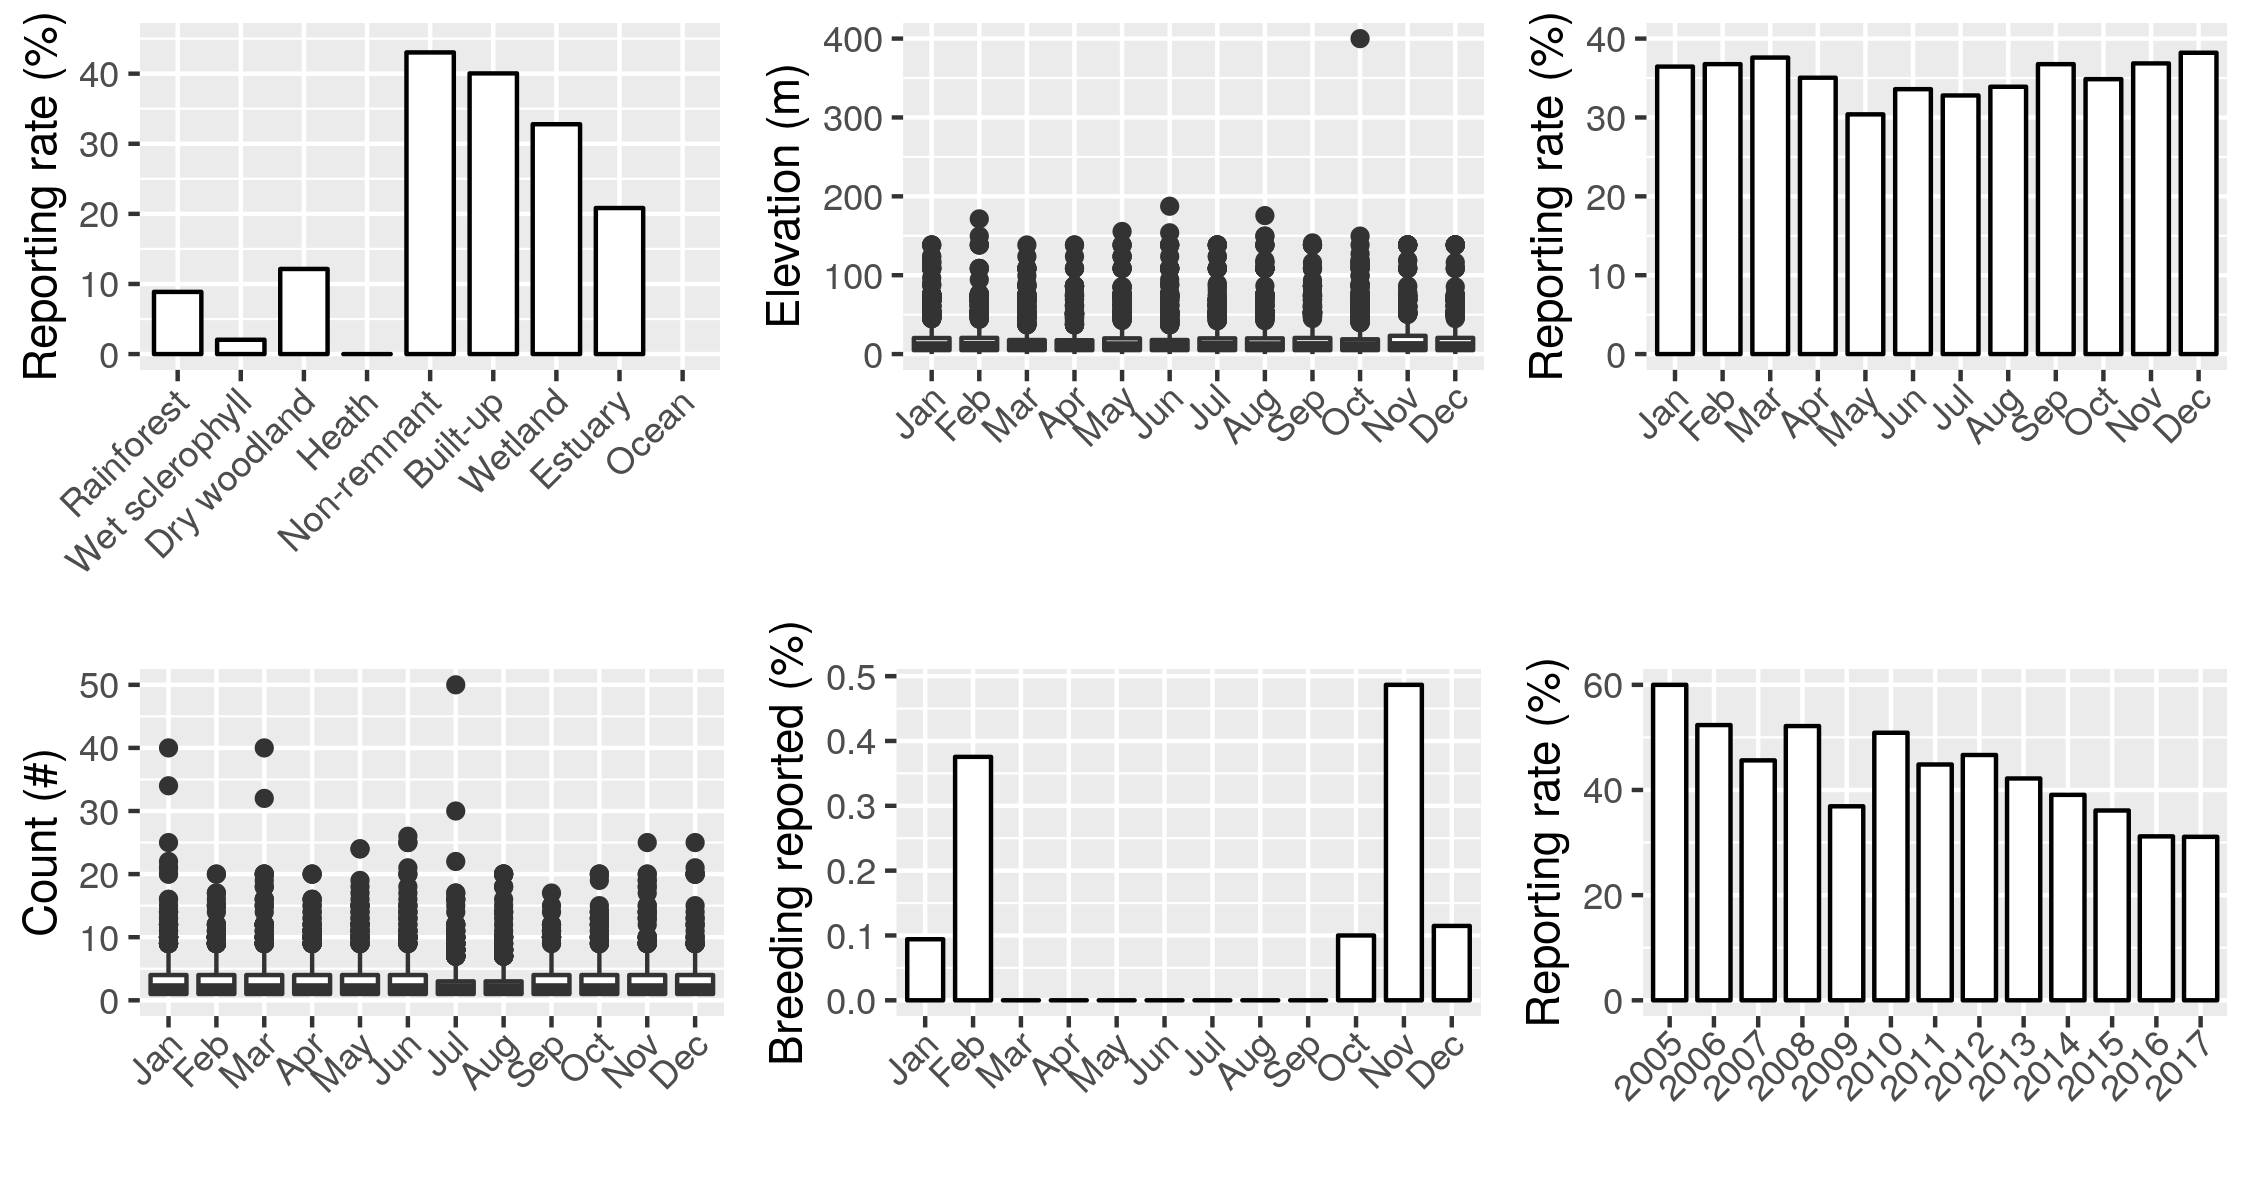 Reporting rate (%)
40
30
20
10
0
Rainforest
Wet sclerophyll
Dry woodland
Heath
Non-remnant
Built-up
Wetland
Estuary
Ocean
Elevation (m)
400
300
200
100
0
Jan
Feb
Mar
Apr
May
Jun
Jul
Aug
Sep
Oct
Nov
Dec
Reporting rate (%)
40
30
20
10
0
Jan
Feb
Mar
Apr
May
Jun
Jul
Aug
Sep
Oct
Nov
Dec
Count (#)
50
40
30
20
10
0
Jan
Feb
Mar
Apr
May
Jun
Jul
Aug
Sep
Oct
Nov
Dec
Breeding reported (%)
0.5
0.4
0.3
0.2
0.1
0.0
Jan
Feb
Mar
Apr
May
Jun
Jul
Aug
Sep
Oct
Nov
Dec
Reporting rate (%)
60
40
20
0
2005
2006
2007
2008
2009
2010
2011
2012
2013
2014
2015
2016
2017